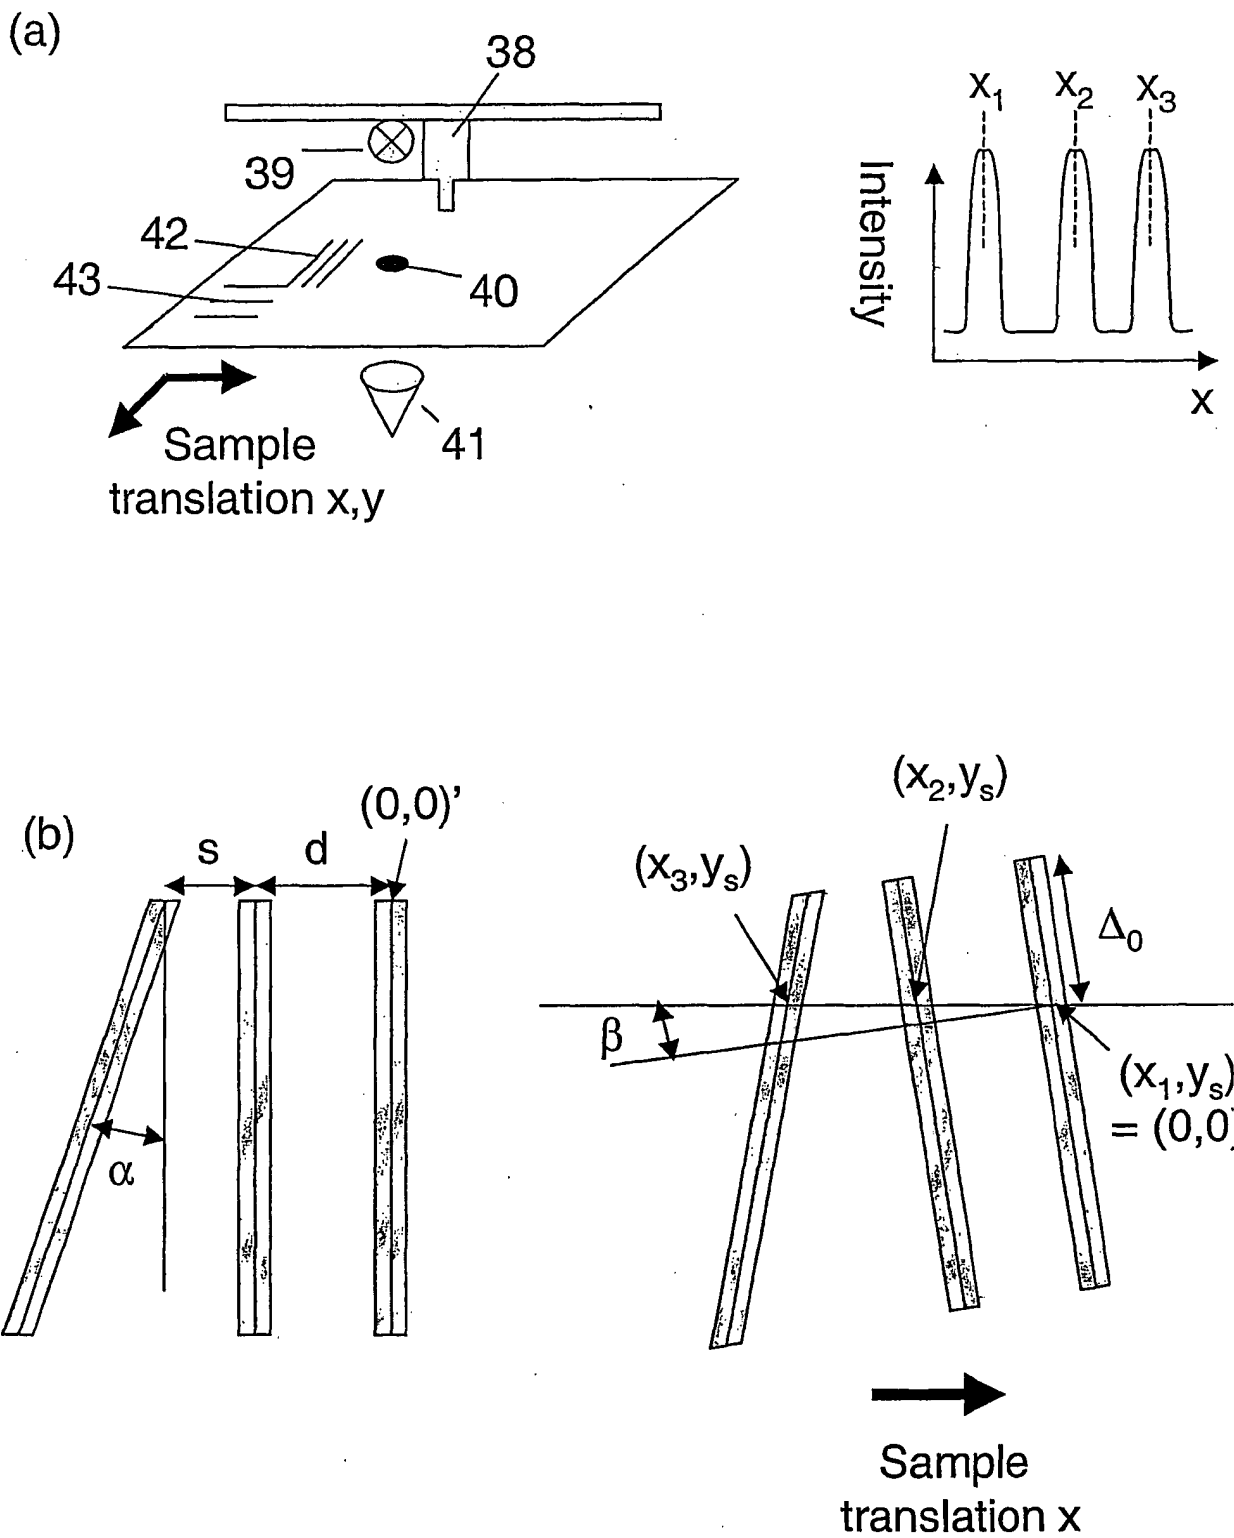 (a)
38
39
42
43
40
41
Sample
translation x,y
x₁ x₂ x₃
Intensity
x
(b)
s
d
(0,0)’
α
(x₂,yₛ)
(x₃,yₛ)
Δ₀
β
(x₁,yₛ)
= (0,0
Sample
translation x